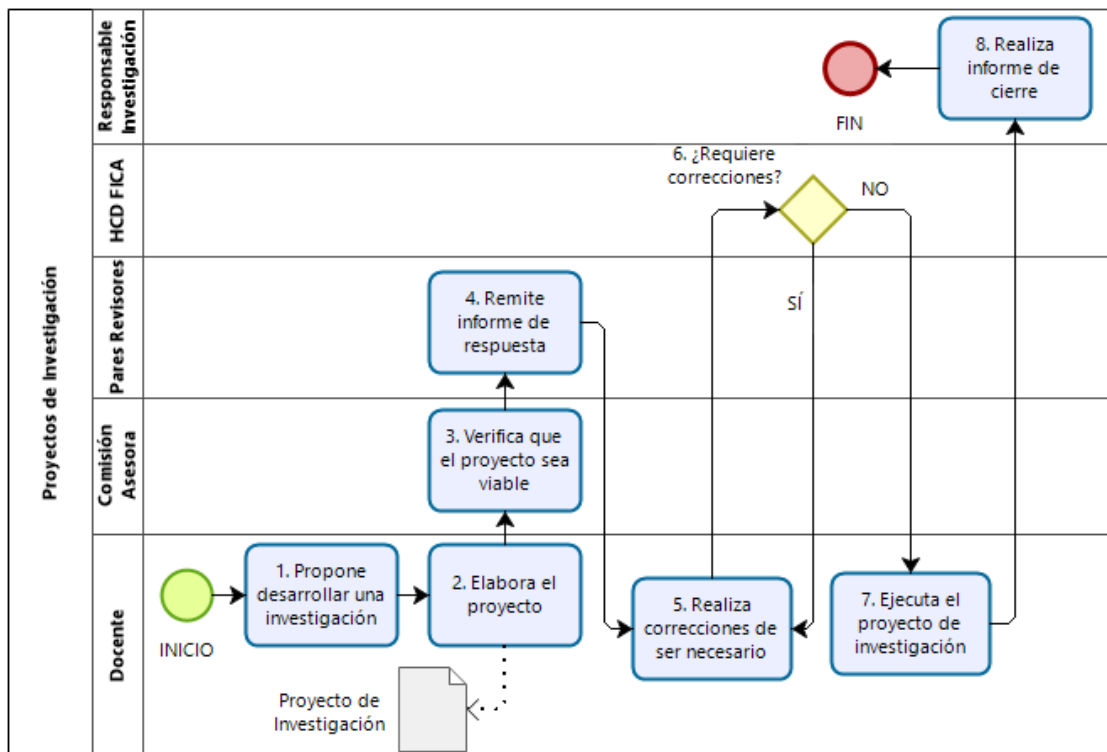 Proyectos de Investigación
Responsable
Investigación
HCD FICA
Pares Revisores
Comisión
Asesora
Docente
INICIO
1. Propone
desarrollar una
investigación
2. Elabora el
proyecto
Proyecto de
Investigación
3. Verifica que
el proyecto sea
viable
4. Remite
informe de
respuesta
5. Realiza
correcciones de
ser necesario
6. ¿Requiere
correcciones?
SÍ
NO
7. Ejecuta el
proyecto de
investigación
8. Realiza
informe de
cierre
FIN